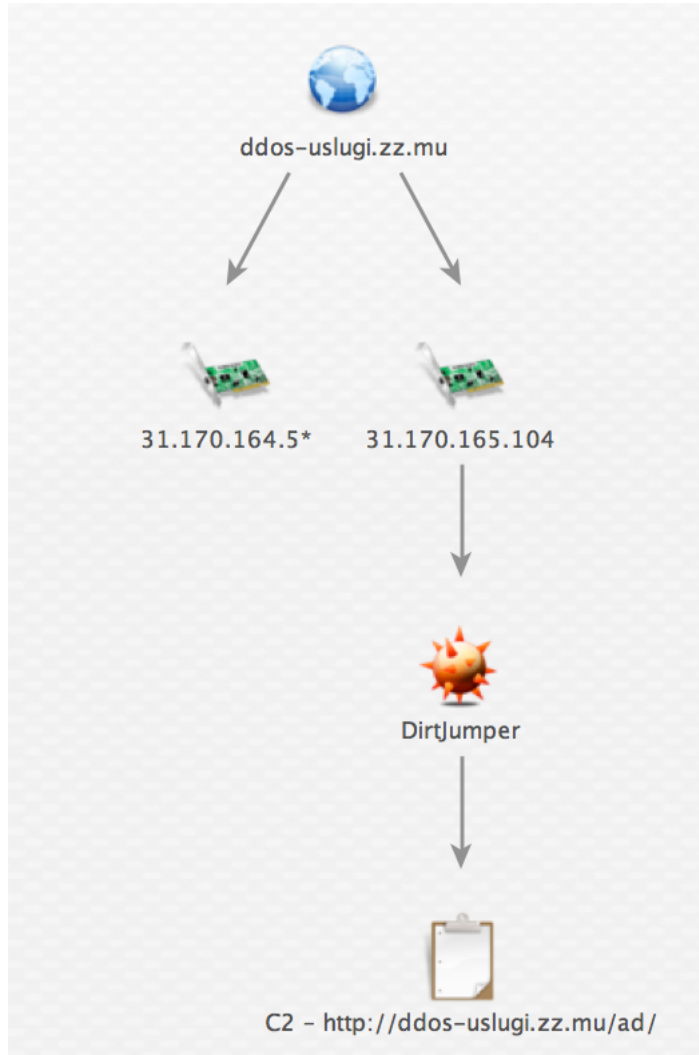 ddos-uslugi.zz.mu
31.170.164.5*
31.170.165.104
DirtJumper
C2 - http://ddos-uslugi.zz.mu/ad/